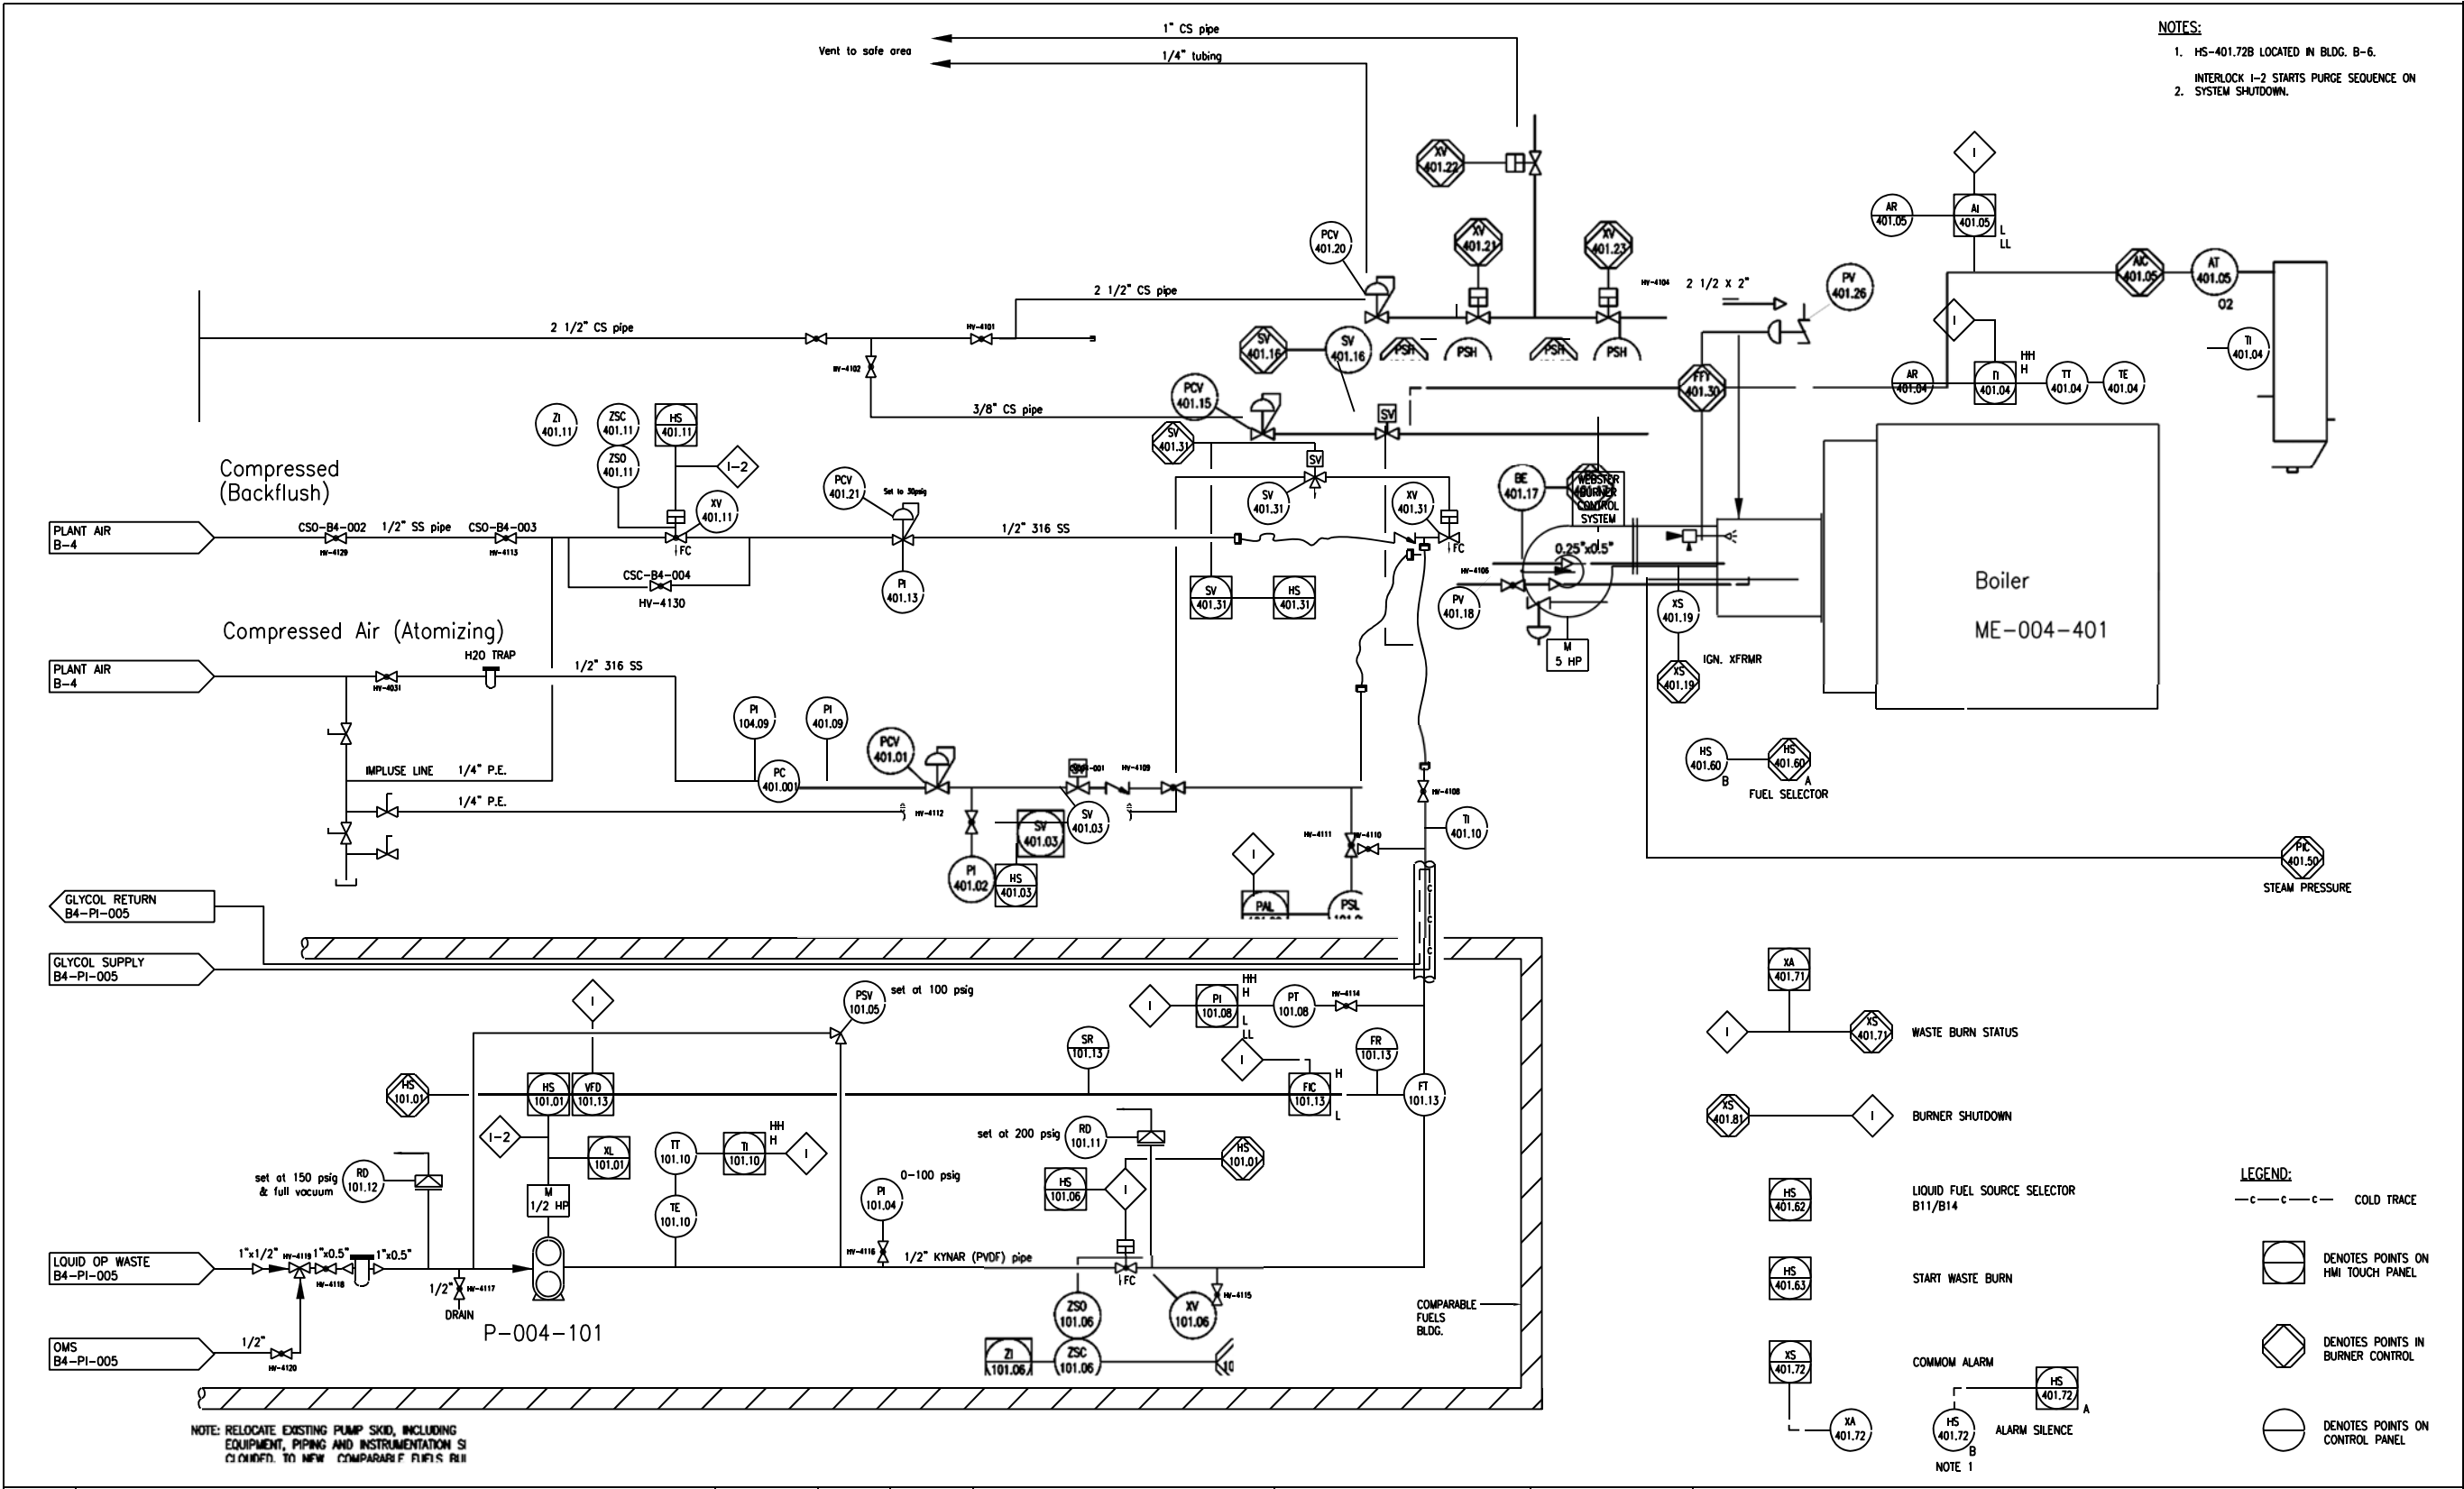 NOTES:
1. HS-401.72B LOCATED IN BLDG. B-6.
INTERLOCK I-2 STARTS PURGE SEQUENCE ON
2. SYSTEM SHUTDOWN.
1" CS pipe
Vent to safe area
1/4" tubing
XV
401.22
I
AR
401.05
AI
401.05
L
LL
PCV
401.20
XV
401.21
XV
401.23
HV-4104
2 1/2 X 2"
PV
401.26
AIC
401.05
AT
401.05
O2
2 1/2" CS pipe
2 1/2" CS pipe
HV-4101
HV-4102
SV
401.16
SV
401.16
PSH
PSH
PSH
PSH
I
TI
401.04
HH
H
AR
401.04
TI
401.04
TT
401.04
TE
401.04
FFY
401.30
PCV
401.15
3/8" CS pipe
SV
ZI
401.11
ZSC
401.11
HS
401.11
ZSO
401.11
I-2
SV
401.31
SV
SV
401.31
XV
401.31
BE
401.17
WEBSTER
BURNER
CONTROL
SYSTEM
Compressed
(Backflush)
XV
401.11
PCV
401.21
Set to 30psig
PLANT AIR
B-4
CSO-B4-002
1/2" SS pipe
CSO-B4-003
HV-4129
HV-4113
FC
1/2" 316 SS
FC
0.25"x0.5"
CSC-B4-004
HV-4130
PI
401.13
SV
401.31
HS
401.31
HV-4106
PV
401.18
XS
401.19
M
5 HP
IGN. XFRMR
XS
401.19
Boiler
ME-004-401
Compressed Air (Atomizing)
H2O TRAP
PLANT AIR
B-4
HV-4031
1/2" 316 SS
PI
104.09
PI
401.09
PCV
401.01
PC
401.001
HV-4109
HS
401.60
B
HS
401.60
A
FUEL SELECTOR
IMPLUSE LINE 1/4" P.E.
1/4" P.E.
HV-4112
SV
401.03
SV
401.03
HV-4108
TI
401.10
HV-4111
HV-4110
I
PI
401.02
HS
401.03
PAL
PSL
PIC
401.50
STEAM PRESSURE
GLYCOL RETURN
B4-PI-005
GLYCOL SUPPLY
B4-PI-005
C
C
C
I
PSV
101.05
set at 100 psig
I
PI
101.08
HH
H
L
LL
PT
101.08
HV-4114
XA
401.71
I
XS
401.71
WASTE BURN STATUS
SR
101.13
I
FR
101.13
HS
101.01
HS
101.01
VFD
101.13
FIC
101.13
H
L
FT
101.13
XS
401.81
I
BURNER SHUTDOWN
I-2
XL
101.01
TT
101.10
TI
101.10
HH
H
I
set at 200 psig
RD
101.11
HS
101.01
set at 150 psig
& full vacuum
RD
101.12
M
1/2 HP
TE
101.10
PI
101.04
0-100 psig
HS
101.06
I
HS
401.62
LIQUID FUEL SOURCE SELECTOR
B11/B14
LEGEND:
C C C COLD TRACE
LIQUID OP WASTE
B4-PI-005
1"x1/2"
HV-4119
1"x0.5"
1"x0.5"
HV-4118
1/2"
HV-4117
DRAIN
HV-4116
1/2" KYNAR (PVDF) pipe
FC
HV-4115
HS
401.63
START WASTE BURN
DENOTES POINTS ON
HMI TOUCH PANEL
P-004-101
ZSO
101.06
XV
101.06
COMPARABLE
FUELS
BLDG.
OMS
B4-PI-005
1/2"
HV-4120
ZI
101.06
ZSC
101.06
10
XS
401.72
COMMOM ALARM
HS
401.72
A
XA
401.72
HS
401.72
B
ALARM SILENCE
NOTE 1
DENOTES POINTS IN
BURNER CONTROL
DENOTES POINTS ON
CONTROL PANEL
NOTE: RELOCATE EXISTING PUMP SKID, INCLUDING
EQUIPMENT, PIPING AND INSTRUMENTATION
CLOUDED, TO NEW COMPARABLE FUELS